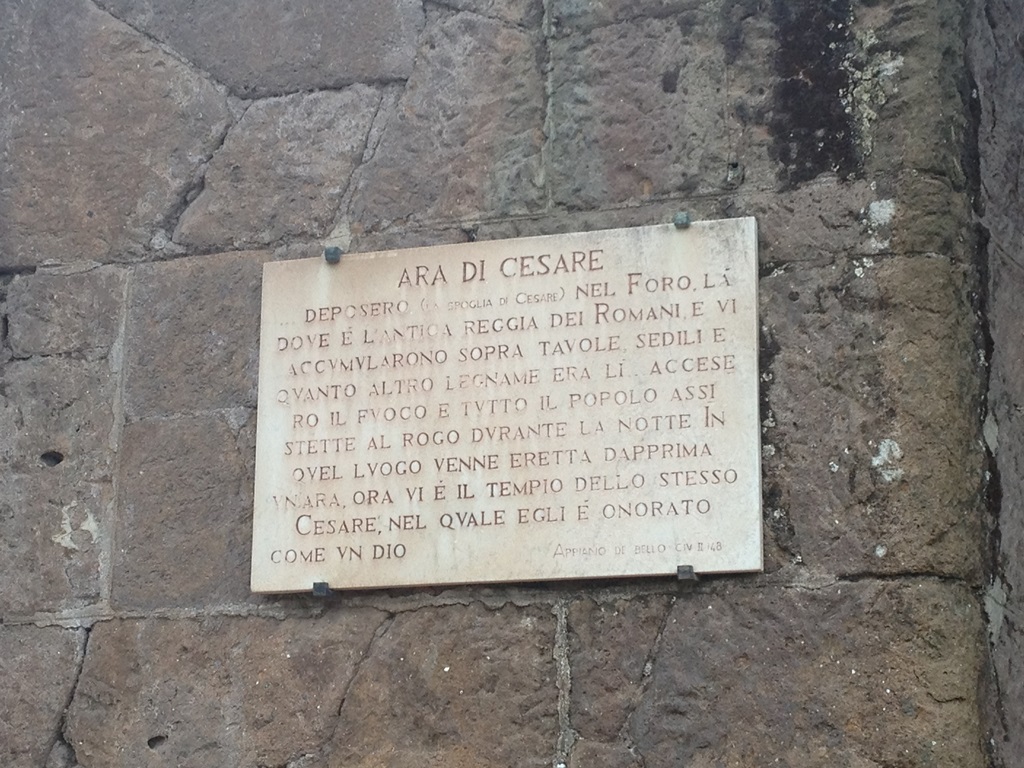 ARA DI CESARE
... DEPOSERO (LA SPOGLIA DI CESARE) NEL FORO, LÁ
DOVE É L'ANTICA REGGIA DEI ROMANI, E VI
ACCVMVLARONO SOPRA TAVOLE, SEDILI E
QVANTO ALTRO LEGNAME ERA LÍ... ACCESE
RO IL FVOCO E TVTTO IL POPOLO ASSI
STETTE AL ROGO DVRANTE LA NOTTE IN
QVEL LVOGO VENNE ERETTA DAPPRIMA
VN'ARA, ORA VI É IL TEMPIO DELLO STESSO
CESARE, NEL QVALE EGLI É ONORATO
COME VN DIO
APPIANO DE BELLO CIV II 148